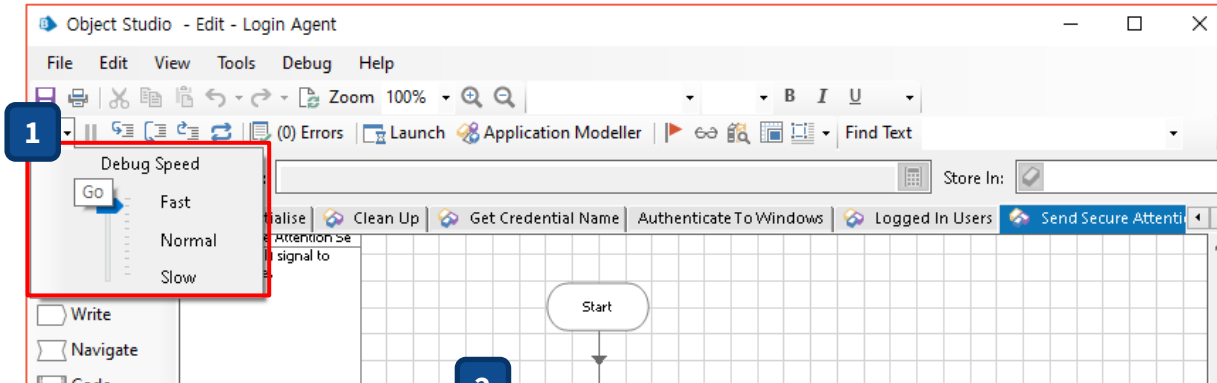 Object Studio - Edit - Login Agent
File Edit View Tools Debug Help
Zoom 100% B I U
1
(0) Errors Launch Application Modeller Find Text
Debug Speed
Store In:
Go
Fast
Normal
Slow
Clean Up Get Credential Name Authenticate To Windows Logged In Users Send Secure Attenti
signal to
Start
Write
Navigate